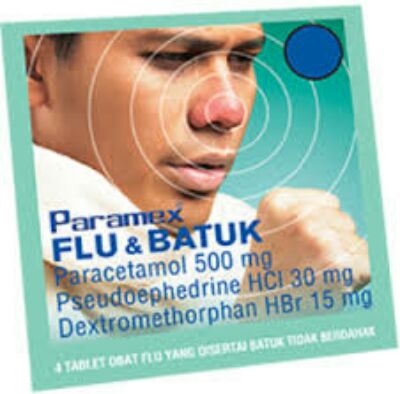 Paramex
FLU & BATUK
Paracetamol 500 mg
Pseudoephedrine HCl 30 mg
Dextromethorphan HBr 15 mg
4 TABLET OBAT FLU YANG DISERTAI BATUK TIDAK BERDAHAK